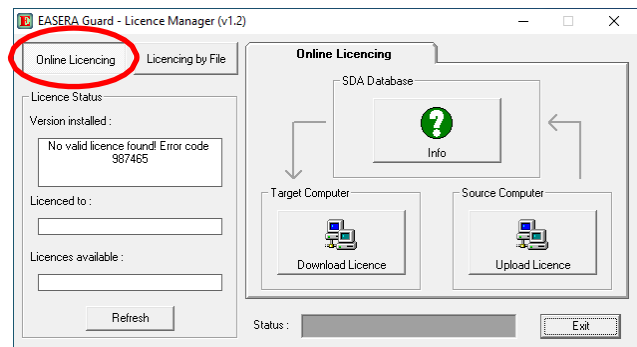 EASERA Guard - Licence Manager (v1.2)
Online Licencing
Licencing by File
Licence Status
Version installed :
No valid licence found! Error code
987465
Licenced to :
Licences available :
Refresh
Online Licencing
SDA Database
Info
Target Computer
Download Licence
Source Computer
Upload Licence
Status :
Exit